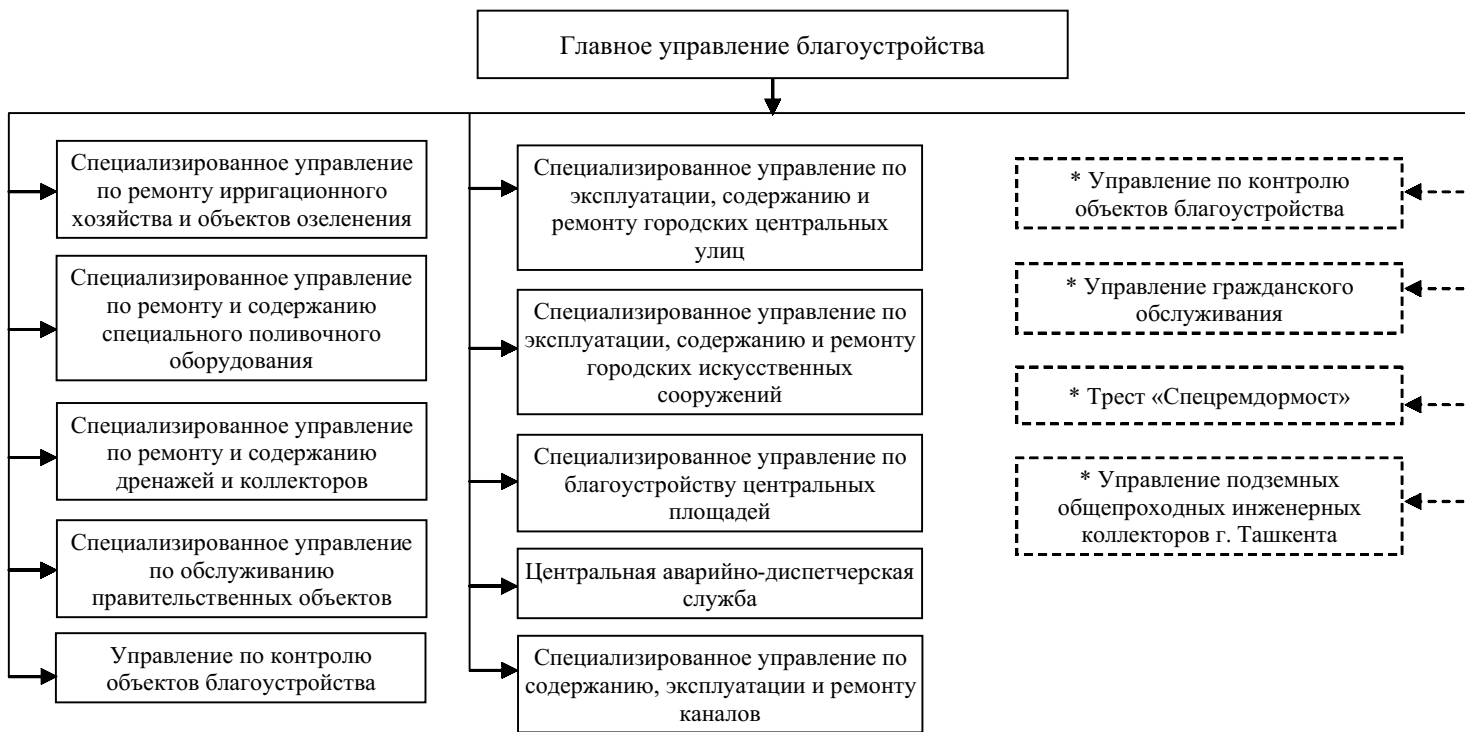 Главное управление благоустройства
Специализированное управление
по ремонту ирригационного
хозяйства и объектов озеленения
Специализированное управление
по ремонту и содержанию
специального поливочного
оборудования
Специализированное управление
по ремонту и содержанию
дренажей и коллекторов
Специализированное управление
по обслуживанию
правительственных объектов
Управление по контролю
объектов благоустройства
Специализированное управление по
эксплуатации, содержанию и
ремонту городских центральных
улиц
Специализированное управление по
эксплуатации, содержанию и ремонту
городских искусственных
сооружений
Специализированное управление по
благоустройству центральных
площадей
Центральная аварийно-диспетчерская
служба
Специализированное управление по
содержанию, эксплуатации и ремонту
каналов
* Управление по контролю
объектов благоустройства
* Управление гражданского
обслуживания
* Трест «Спецремдормост»
* Управление подземных
общепроходных инженерных
коллекторов г. Ташкента